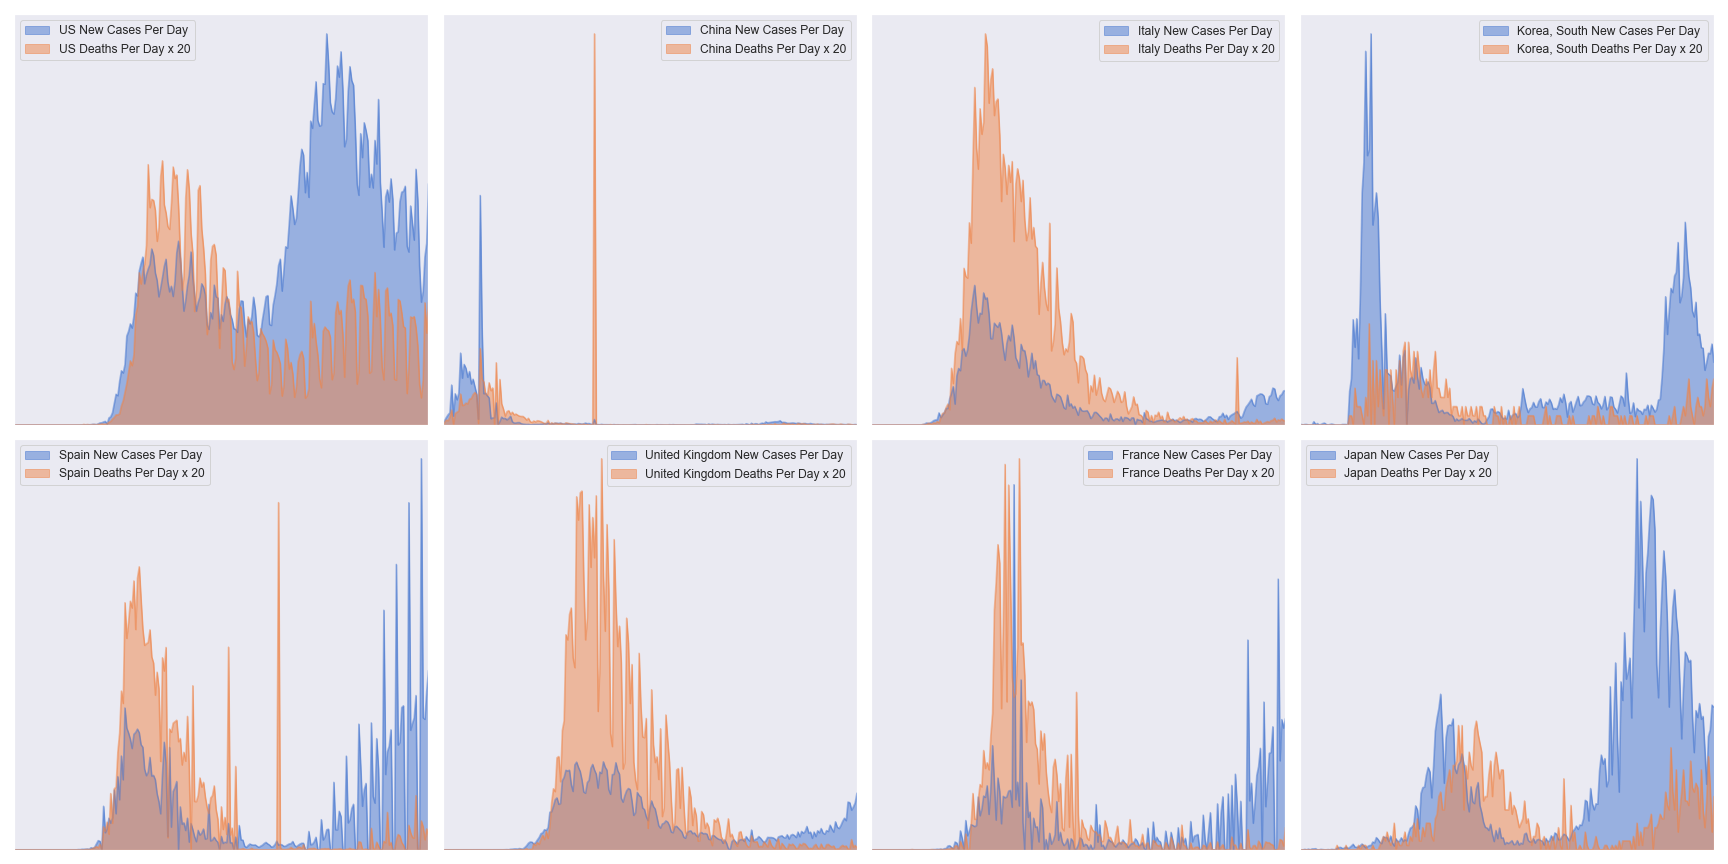 US New Cases Per Day
US Deaths Per Day x 20
China New Cases Per Day
China Deaths Per Day x 20
Italy New Cases Per Day
Italy Deaths Per Day x 20
Korea, South New Cases Per Day
Korea, South Deaths Per Day x 20
Spain New Cases Per Day
Spain Deaths Per Day x 20
United Kingdom New Cases Per Day
United Kingdom Deaths Per Day x 20
France New Cases Per Day
France Deaths Per Day x 20
Japan New Cases Per Day
Japan Deaths Per Day x 20